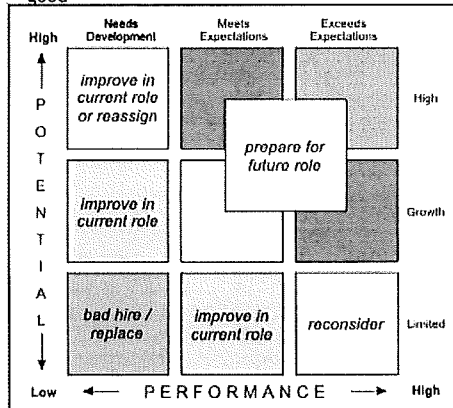 good
Needs Meets Exceeds
High Development Expectations Expectations
improve in
current role
or reassign
High
prepare for
future role
P
O
T
E
N
T
I
A
L
improve in
current role
Growth
bad hire /
replace
improve in
current role
reconsider
Limited
Low PERFORMANCE High